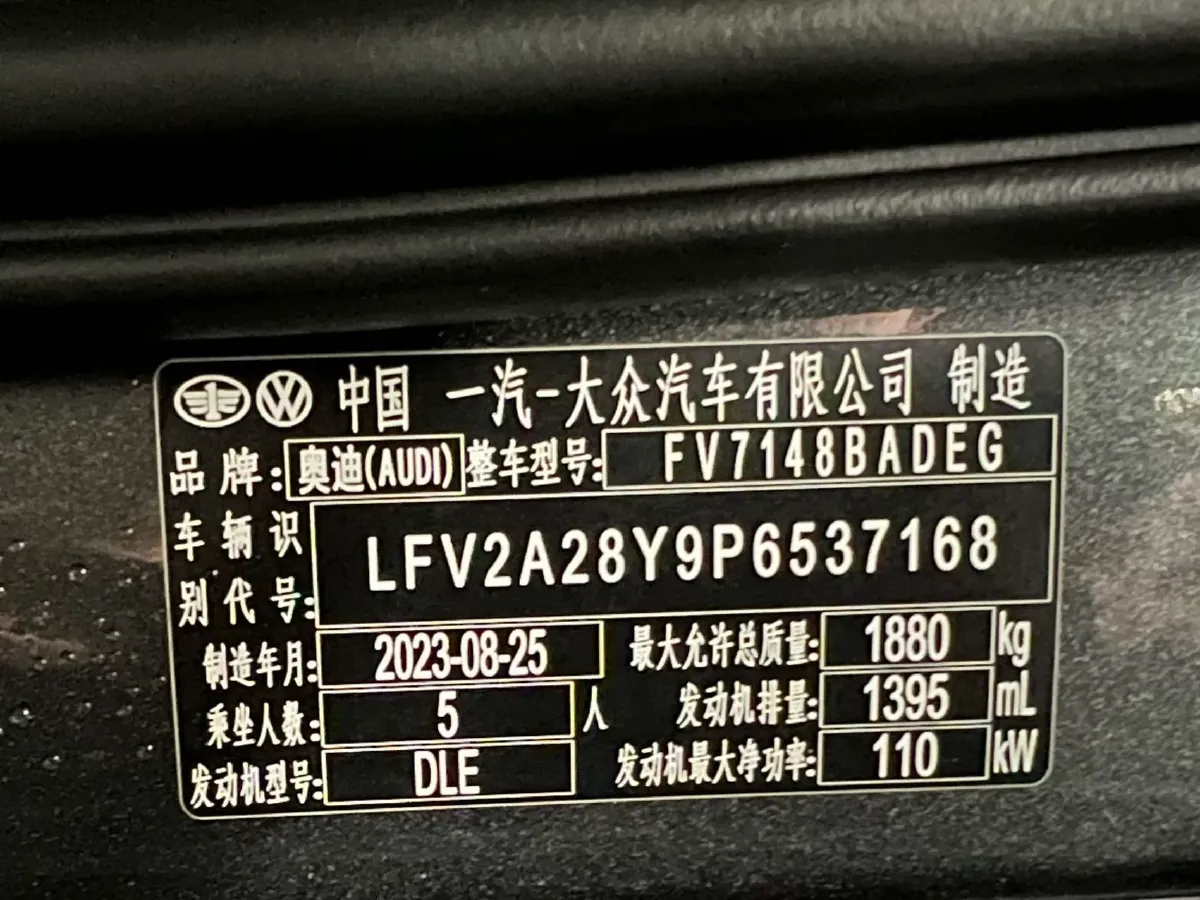 中国 一汽-大众汽车有限公司 制造
品牌: 奥迪(AUDI) 整车型号: FV7148BADEG
车辆识别代号: LFV2A28Y9P6537168
制造年月: 2023-08-25 最大允许总质量: 1880 kg
乘坐人数: 5 人 发动机排量: 1395 mL
发动机型号: DLE 发动机最大净功率: 110 kW